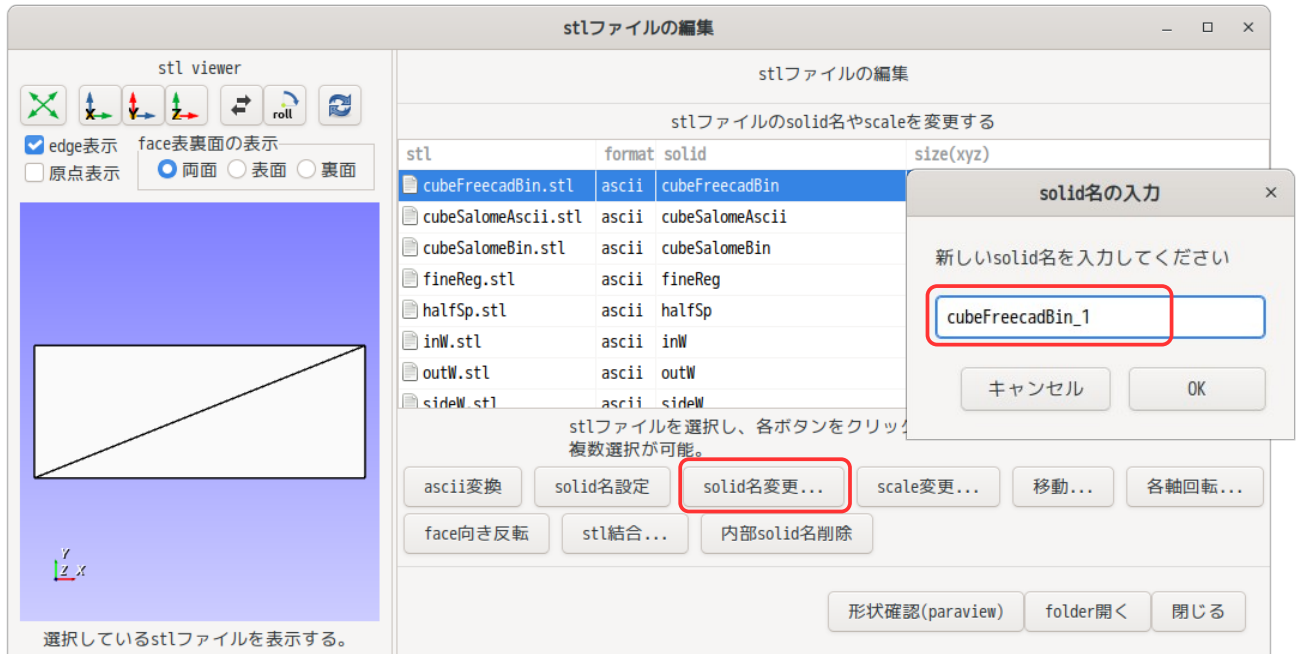 stlファイルの編集
stl viewer
X
Y
Z
roll
edge表示
原点表示
face表裏面の表示
両面
表面
裏面
Y
Z X
選択しているstlファイルを表示する。
stlファイルの編集
stlファイルのsolid名やscaleを変更する
stl format solid size(xyz)
cubeFreecadBin.stl ascii cubeFreecadBin
cubeSalomeAscii.stl ascii cubeSalomeAscii
cubeSalomeBin.stl ascii cubeSalomeBin
fineReg.stl ascii fineReg
halfSp.stl ascii halfSp
inW.stl ascii inW
outW.stl ascii outW
sideW.stl ascii sideW
stlファイルを選択し、各ボタンをクリック
複数選択が可能。
ascii変換 solid名設定 solid名変更... scale変更... 移動... 各軸回転...
face向き反転 stl結合... 内部solid名削除
形状確認(paraview) folder開く 閉じる
solid名の入力
新しいsolid名を入力してください
cubeFreecadBin_1
キャンセル OK